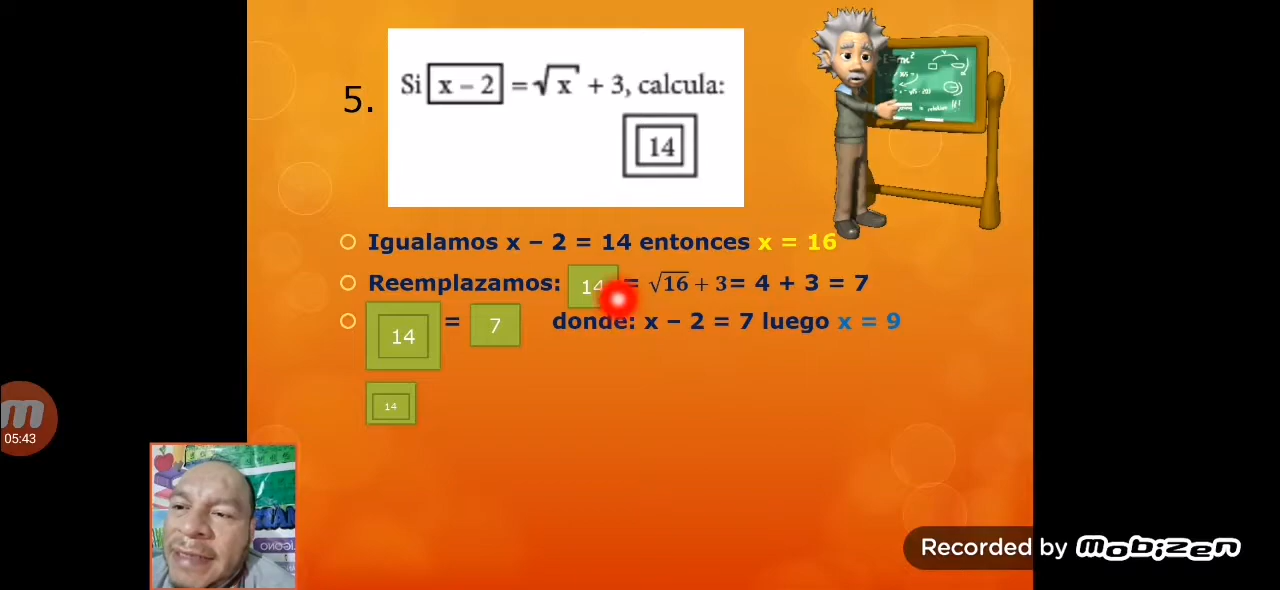 5.
Si x – 2 = √x + 3, calcula:
14
Igualamos x – 2 = 14 entonces x = 16
Reemplazamos: 14 = √16 + 3= 4 + 3 = 7
14 = 7 donde: x – 2 = 7 luego x = 9
14
05:43
Recorded by mobizen